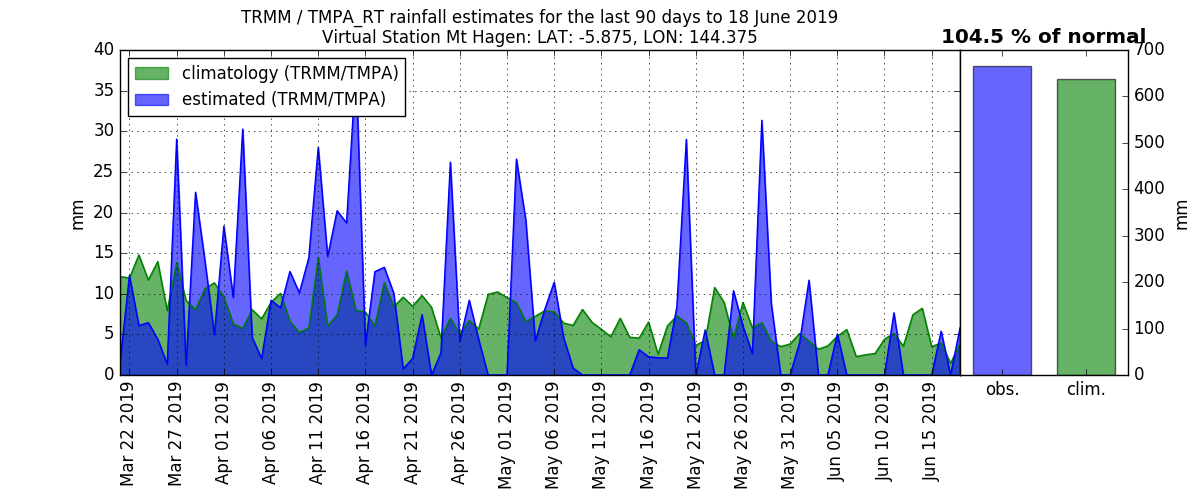 TRMM / TMPA_RT rainfall estimates for the last 90 days to 18 June 2019
Virtual Station Mt Hagen: LAT: -5.875, LON: 144.375
104.5 % of normal
climatology (TRMM/TMPA)
estimated (TRMM/TMPA)
mm
40
35
30
25
20
15
10
5
0
Mar 22 2019
Mar 27 2019
Apr 01 2019
Apr 06 2019
Apr 11 2019
Apr 16 2019
Apr 21 2019
Apr 26 2019
May 01 2019
May 06 2019
May 11 2019
May 16 2019
May 21 2019
May 26 2019
May 31 2019
Jun 05 2019
Jun 10 2019
Jun 15 2019
obs.
clim.
700
600
500
400
300
200
100
0
mm